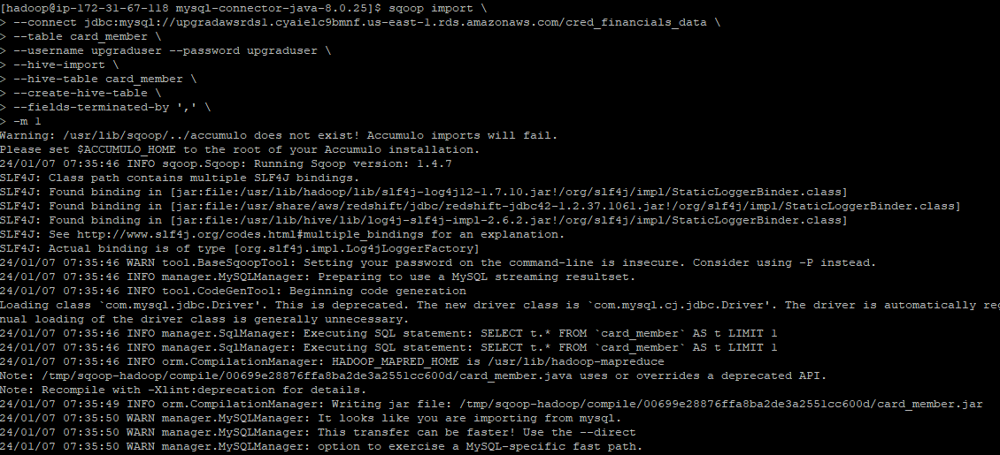 [hadoop@ip-172-31-67-118 mysql-connector-java-8.0.25]$ sqoop import \
> --connect jdbc:mysql://upgradawsrds1.cyaielc9bmnf.us-east-1.rds.amazonaws.com/cred_financials_data \
> --table card_member \
> --username upgraduser --password upgraduser \
> --hive-import \
> --hive-table card_member \
> --create-hive-table \
> --fields-terminated-by ',' \
> -m 1
Warning: /usr/lib/sqoop/../accumulo does not exist! Accumulo imports will fail.
Please set $ACCUMULO_HOME to the root of your Accumulo installation.
24/01/07 07:35:46 INFO sqoop.Sqoop: Running Sqoop version: 1.4.7
SLF4J: Class path contains multiple SLF4J bindings.
SLF4J: Found binding in [jar:file:/usr/lib/hadoop/lib/slf4j-log4j12-1.7.10.jar!/org/slf4j/impl/StaticLoggerBinder.class]
SLF4J: Found binding in [jar:file:/usr/share/aws/redshift/jdbc/redshift-jdbc42-1.2.37.1061.jar!/org/slf4j/impl/StaticLoggerBinder.class]
SLF4J: Found binding in [jar:file:/usr/lib/hive/lib/log4j-slf4j-impl-2.6.2.jar!/org/slf4j/impl/StaticLoggerBinder.class]
SLF4J: See http://www.slf4j.org/codes.html#multiple_bindings for an explanation.
SLF4J: Actual binding is of type [org.slf4j.impl.Log4jLoggerFactory]
24/01/07 07:35:46 WARN tool.BaseSqoopTool: Setting your password on the command-line is insecure. Consider using -P instead.
24/01/07 07:35:46 INFO manager.MySQLManager: Preparing to use a MySQL streaming resultset.
24/01/07 07:35:46 INFO tool.CodeGenTool: Beginning code generation
Loading class `com.mysql.jdbc.Driver'. This is deprecated. The new driver class is `com.mysql.cj.jdbc.Driver'. The driver is automatically reg
nual loading of the driver class is generally unnecessary.
24/01/07 07:35:46 INFO manager.SqlManager: Executing SQL statement: SELECT t.* FROM `card_member` AS t LIMIT 1
24/01/07 07:35:46 INFO manager.SqlManager: Executing SQL statement: SELECT t.* FROM `card_member` AS t LIMIT 1
24/01/07 07:35:46 INFO orm.CompilationManager: HADOOP_MAPRED_HOME is /usr/lib/hadoop-mapreduce
Note: /tmp/sqoop-hadoop/compile/00699e28876ffa8ba2de3a2551cc600d/card_member.java uses or overrides a deprecated API.
Note: Recompile with -Xlint:deprecation for details.
24/01/07 07:35:49 INFO orm.CompilationManager: Writing jar file: /tmp/sqoop-hadoop/compile/00699e28876ffa8ba2de3a2551cc600d/card_member.jar
24/01/07 07:35:50 WARN manager.MySQLManager: It looks like you are importing from mysql.
24/01/07 07:35:50 WARN manager.MySQLManager: This transfer can be faster! Use the --direct
24/01/07 07:35:50 WARN manager.MySQLManager: option to exercise a MySQL-specific fast path.